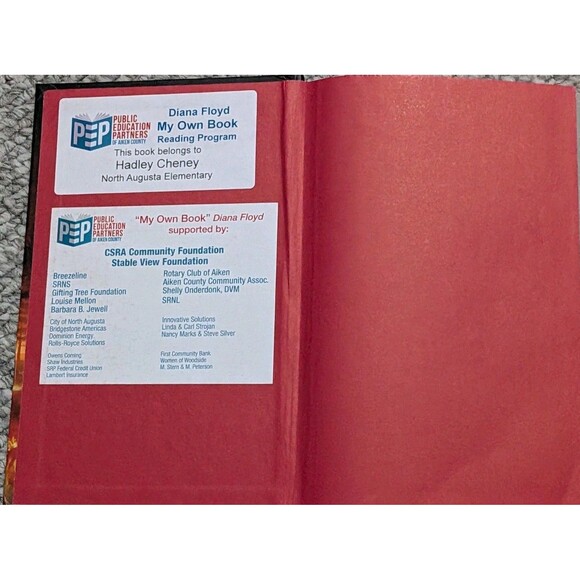 PEP
PUBLIC
EDUCATION
PARTNERS
OF AIKEN COUNTY
Diana Floyd
My Own Book
Reading Program
This book belongs to
Hadley Cheney
North Augusta Elementary
PEP
PUBLIC
EDUCATION
PARTNERS
OF AIKEN COUNTY
"My Own Book" Diana Floyd
supported by:
CSRA Community Foundation
Stable View Foundation
Breezeline
SRNS
Gifting Tree Foundation
Louise Mellon
Barbara B. Jewell
Rotary Club of Aiken
Aiken County Community Assoc.
Shelly Onderdonk, DVM
SRNL
City of North Augusta
Bridgestone Americas
Dominion Energy
Rolls-Royce Solutions
Innovative Solutions
Linda & Carl Strojan
Nancy Marks & Steve Silver
Owens Corning
Shaw Industries
SRP Federal Credit Union
Lambert Insurance
First Community Bank
Women of Woodside
M. Stern & M. Peterson